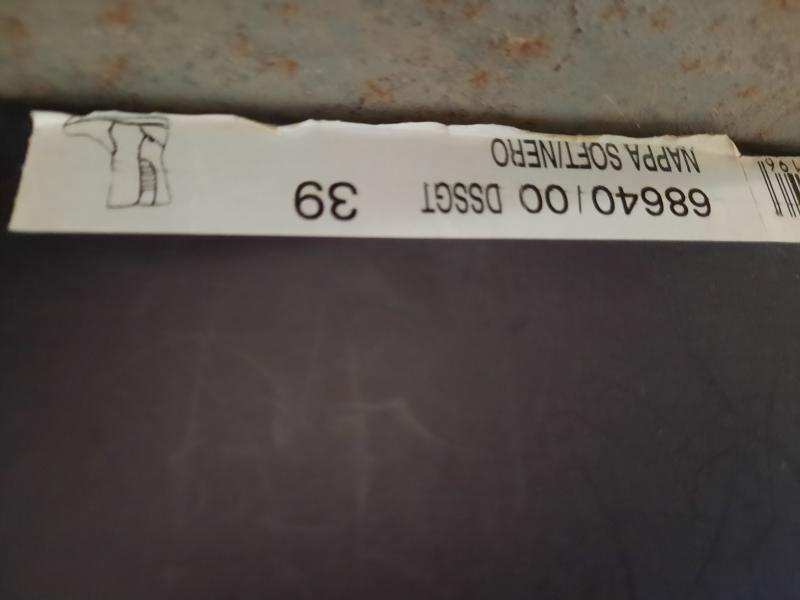 68640/00 DSSGT 39
NAPPA SOFT/NERO